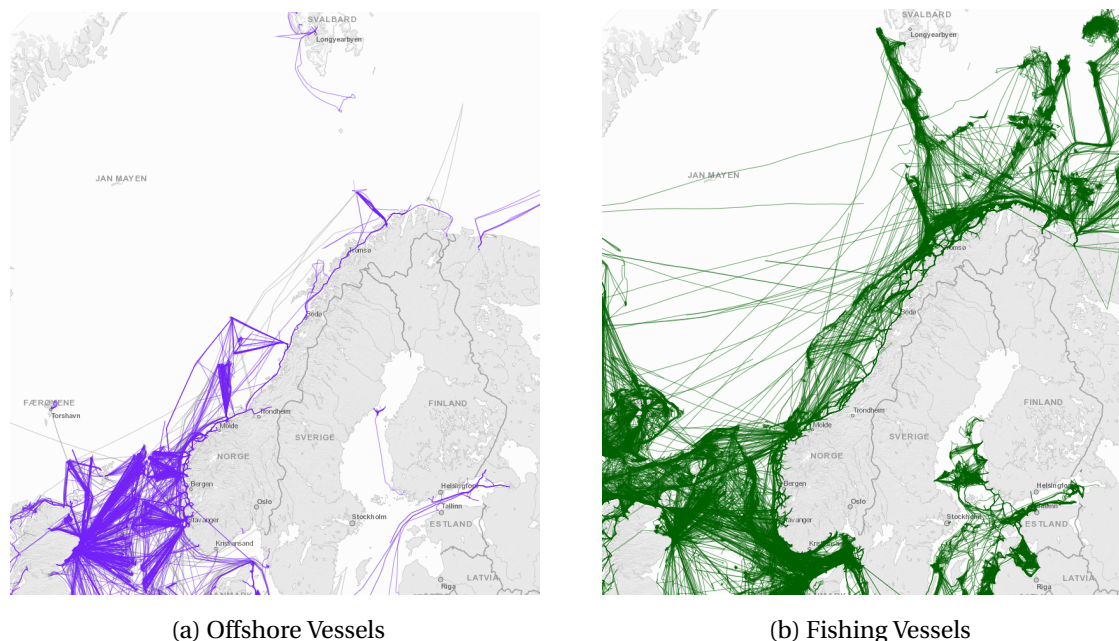 SVALBARD
Longyearbyen
JAN MAYEN
Tromsø
Bodø
FÆRØYENE
Torshavn
Trondheim
Molde
FINLAND
SVERIGE
NORGE
Bergen
Oslo
Helsingfors
Stockholm
Tallinn
Stavanger
ESTLAND
Kristiansand
LATVIA
Riga
(a) Offshore Vessels
SVALBARD
Longyearbyen
JAN MAYEN
Tromsø
Bodø
FINLAND
Trondheim
Molde
SVERIGE
NORGE
Bergen
Oslo
Helsingfors
Stockholm
Stavanger
ESTLAND
Kristiansand
LATVIA
Riga
(b) Fishing Vessels